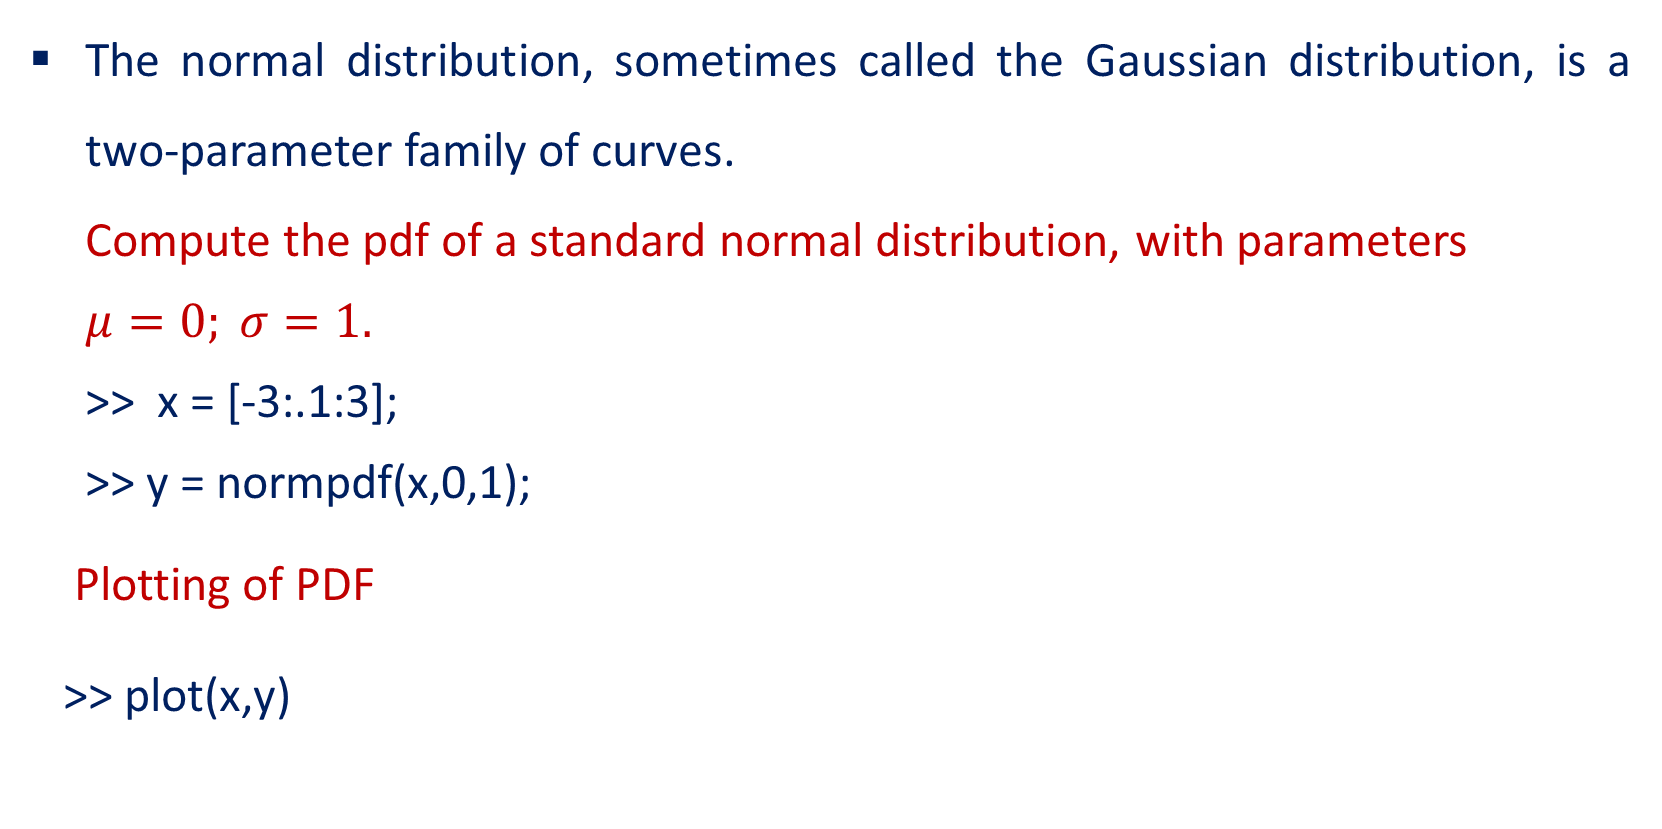 ▪ The normal distribution, sometimes called the Gaussian distribution, is a
two-parameter family of curves.
Compute the pdf of a standard normal distribution, with parameters
𝜇 = 0; 𝜎 = 1.
>> x = [-3:.1:3];
>> y = normpdf(x,0,1);
Plotting of PDF
>> plot(x,y)